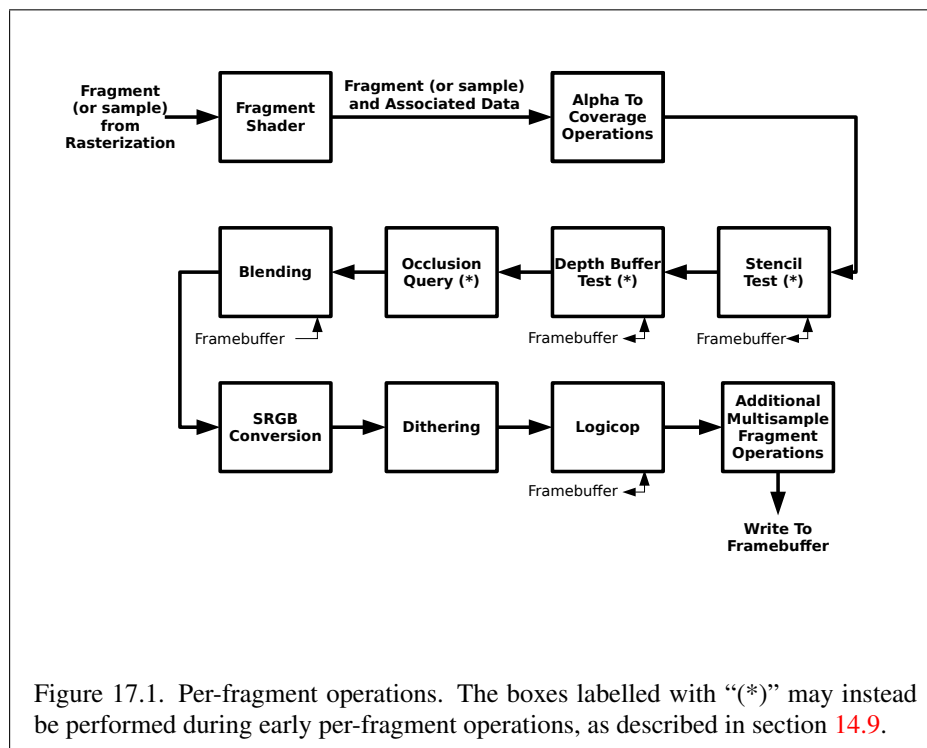 Fragment
(or sample)
from
Rasterization
Fragment
Shader
Fragment (or sample)
and Associated Data
Alpha To
Coverage
Operations
Blending
Occlusion
Query (*)
Depth Buffer
Test (*)
Stencil
Test (*)
Framebuffer
Framebuffer
Framebuffer
SRGB
Conversion
Dithering
Logicop
Additional
Multisample
Fragment
Operations
Framebuffer
Write To
Framebuffer
Figure 17.1. Per-fragment operations. The boxes labelled with “(*)” may instead
be performed during early per-fragment operations, as described in section 14.9.